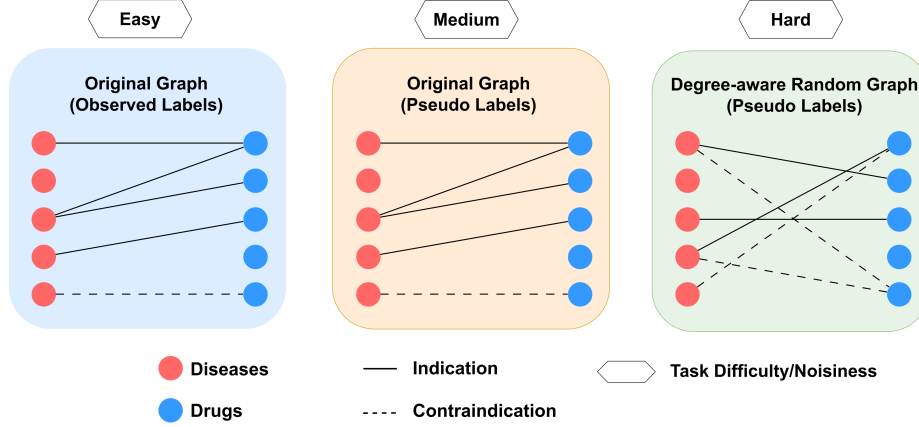 Easy
Medium
Hard
Original Graph
(Observed Labels)
Original Graph
(Pseudo Labels)
Degree-aware Random Graph
(Pseudo Labels)
Diseases
Indication
Task Difficulty/Noisiness
Drugs
Contraindication